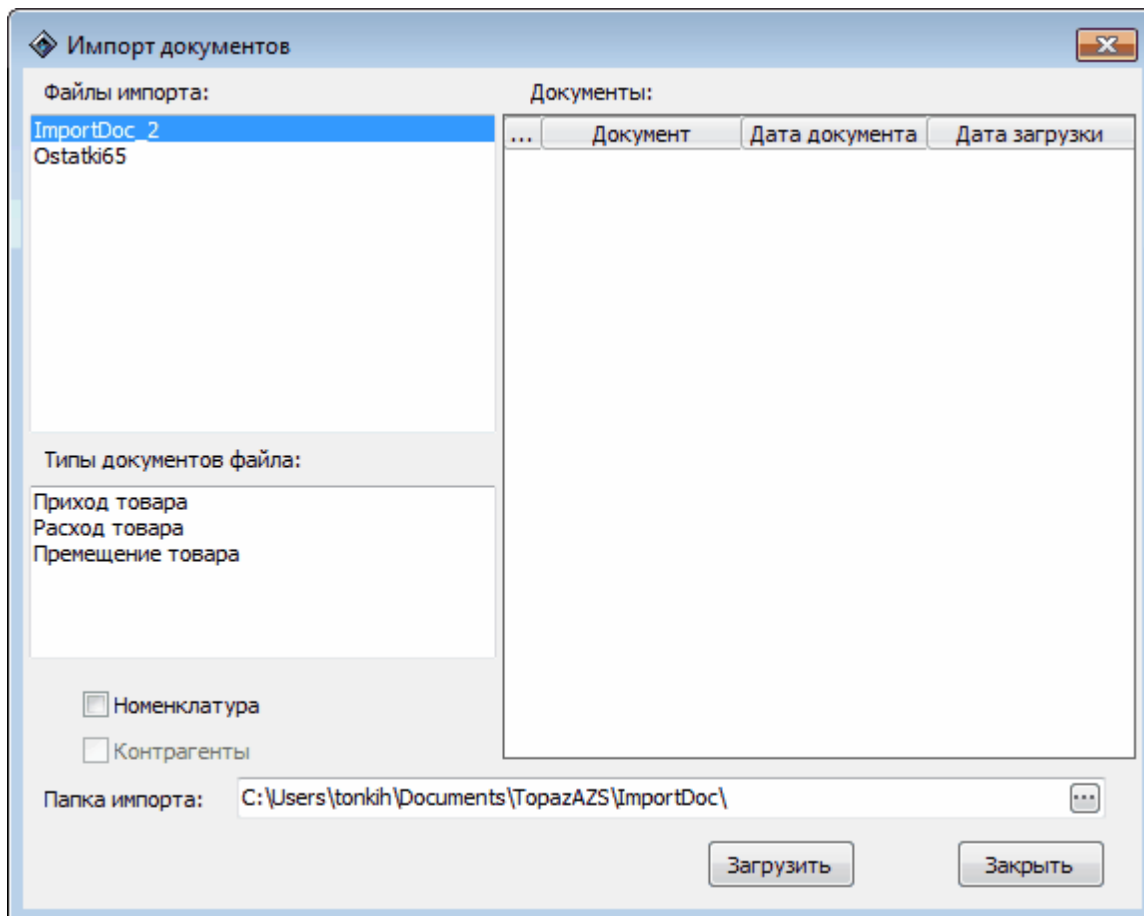 Импорт документов
Файлы импорта:
ImportDoc_2
Ostatki65
Документы:
... Документ Дата документа Дата загрузки
Типы документов файла:
Приход товара
Расход товара
Премещение товара
Номенклатура
Контрагенты
Папка импорта: C:\Users\tonkih\Documents\TopazAZS\ImportDoc\ ...
Загрузить Закрыть